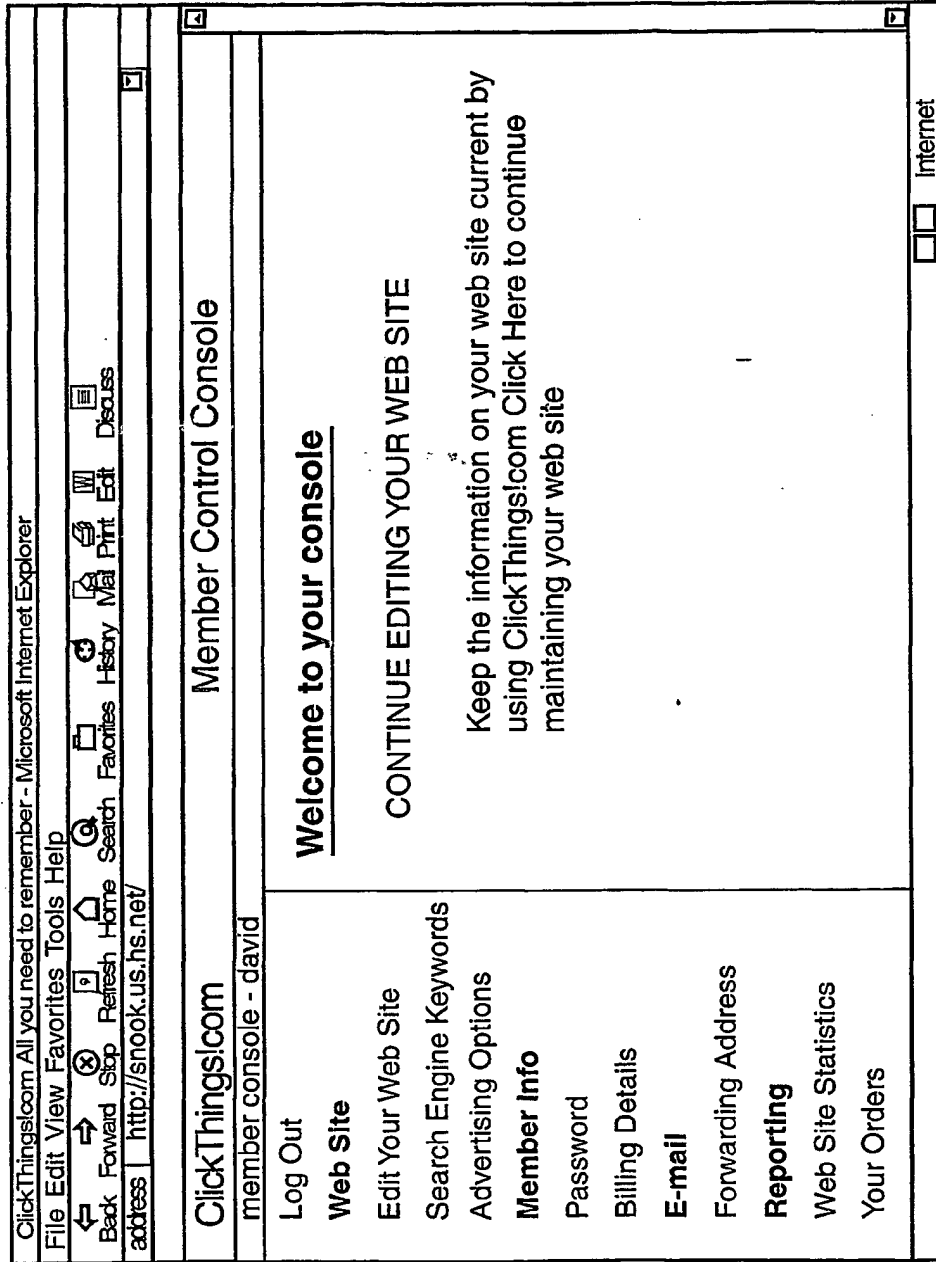 ClickThings!com All you need to remember - Microsoft Internet Explorer
File Edit View Favorites Tools Help
Back Forward Stop Refresh Home Search Favorites History Mail Print Edit Discuss
address http://snook.us.hs.net/
ClickThings!com Member Control Console
member console - david
Log Out
Web Site
Edit Your Web Site
Search Engine Keywords
Advertising Options
Member Info
Password
Billing Details
E-mail
Forwarding Address
Reporting
Web Site Statistics
Your Orders
Welcome to your console
CONTINUE EDITING YOUR WEB SITE
Keep the information on your web site current by
using ClickThings!com Click Here to continue
maintaining your web site
Internet